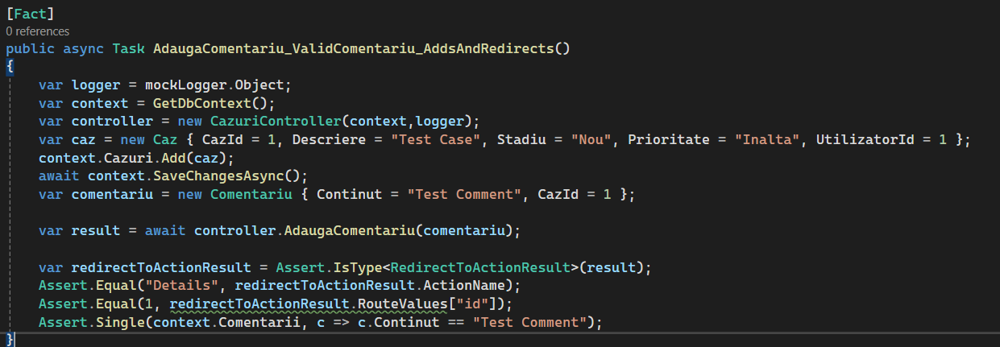 [Fact]
0 references
public async Task AdaugaComentariu_ValidComentariu_AddsAndRedirects()
{
    var logger = mockLogger.Object;
    var context = GetDbContext();
    var controller = new CazuriController(context,logger);
    var caz = new Caz { CazId = 1, Descriere = "Test Case", Stadiu = "Nou", Prioritate = "Inalta", UtilizatorId = 1 };
    context.Cazuri.Add(caz);
    await context.SaveChangesAsync();
    var comentariu = new Comentariu { Continut = "Test Comment", CazId = 1 };

    var result = await controller.AdaugaComentariu(comentariu);

    var redirectToActionResult = Assert.IsType<RedirectToActionResult>(result);
    Assert.Equal("Details", redirectToActionResult.ActionName);
    Assert.Equal(1, redirectToActionResult.RouteValues["id"]);
    Assert.Single(context.Comentarii, c => c.Continut == "Test Comment");
}